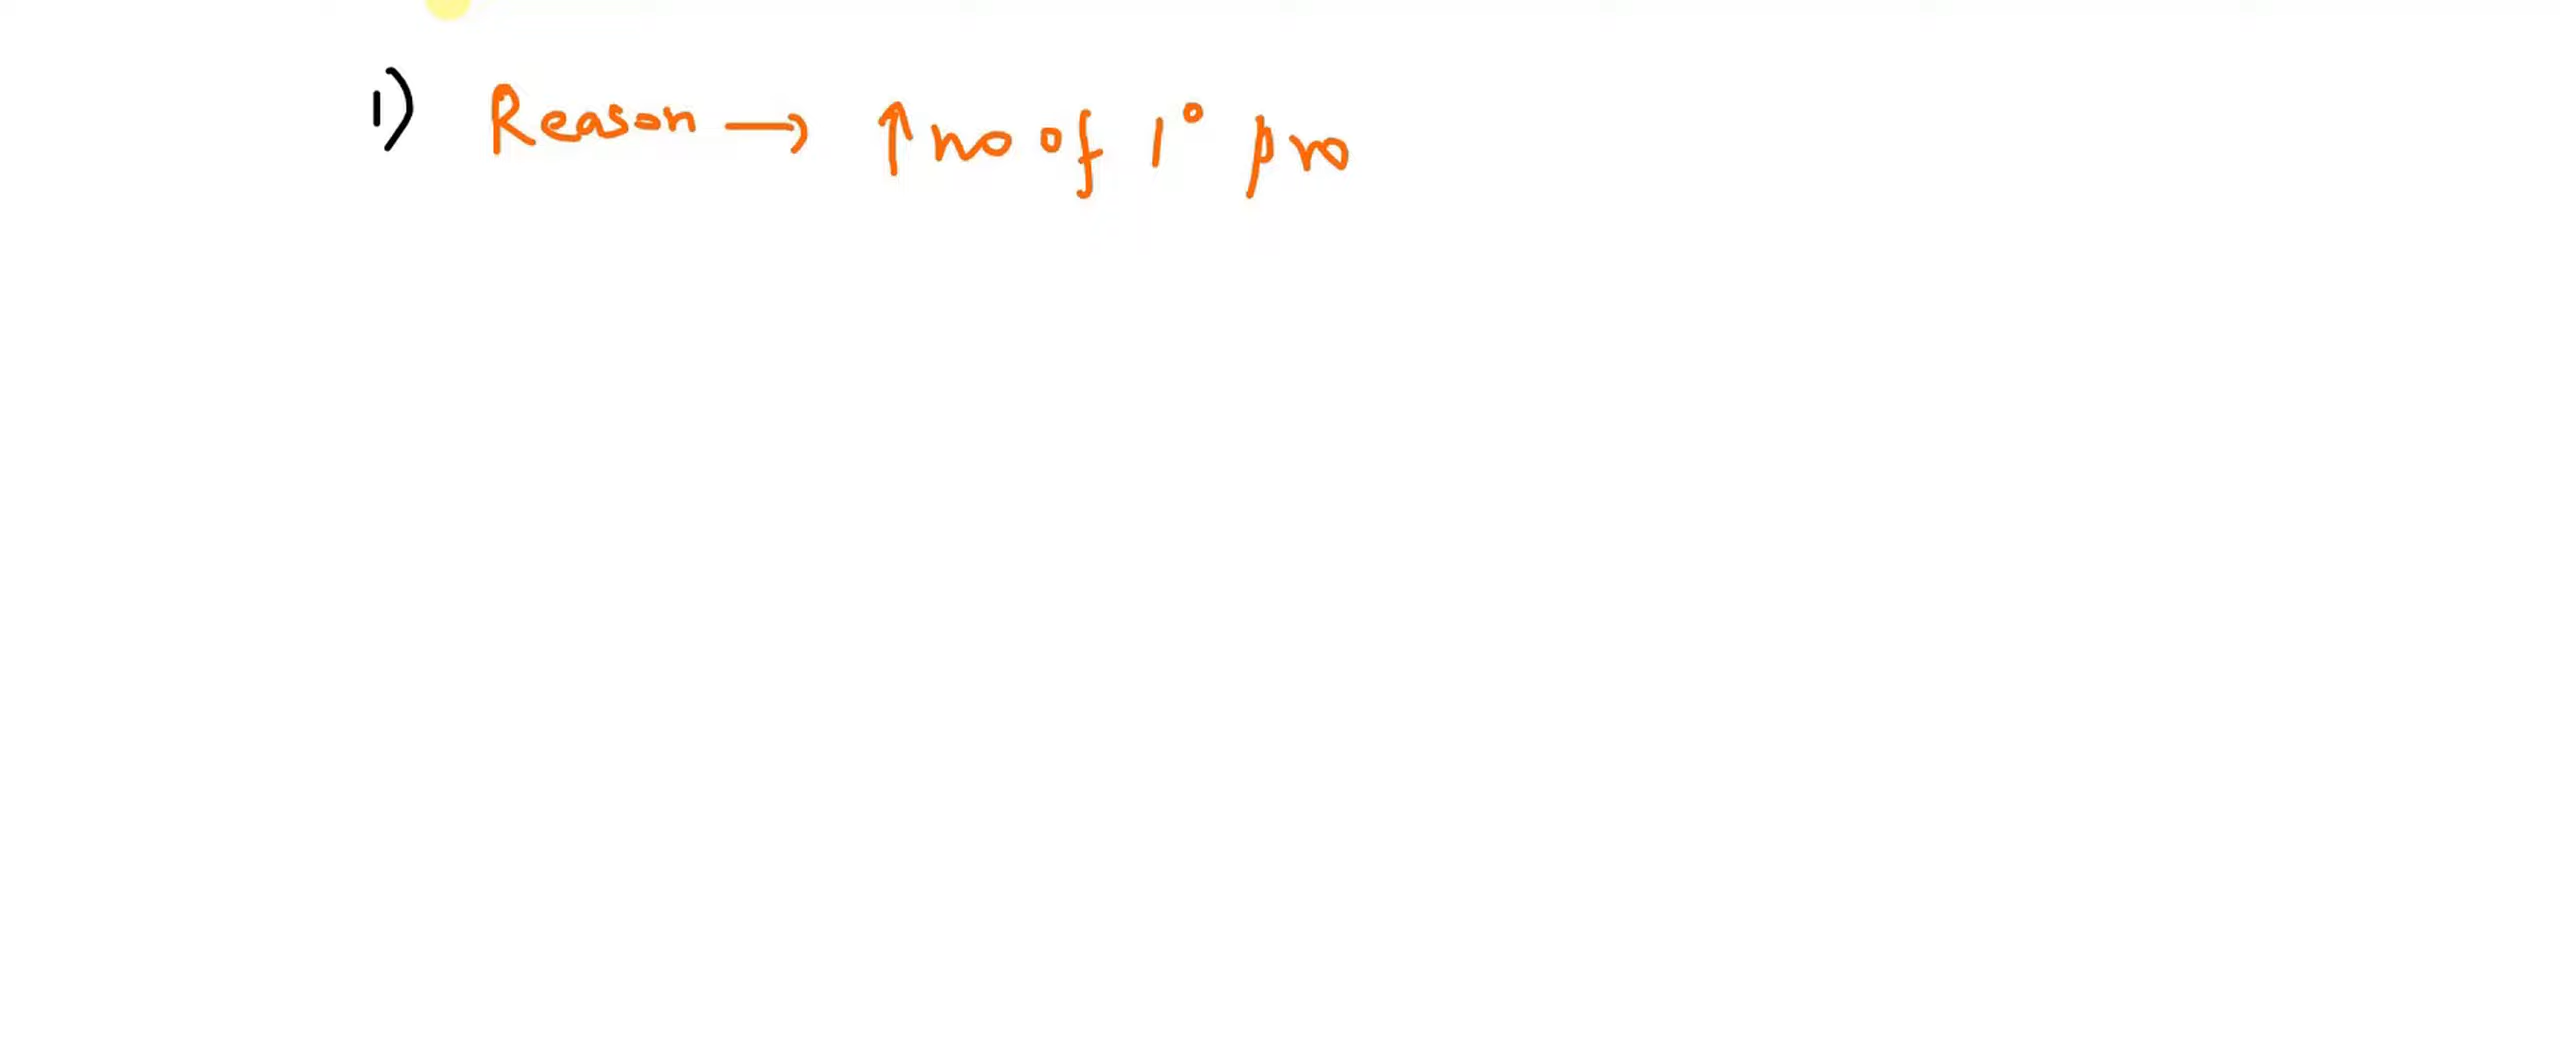 1) Reason → ↑ no of 1° pro